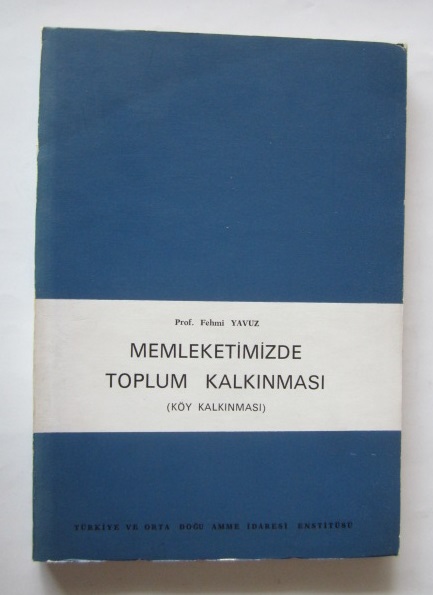 Prof. Fehmi YAVUZ
MEMLEKETİMİZDE
TOPLUM KALKINMASI
(KÖY KALKINMASI)
TÜRKİYE VE ORTA DOĞU AMME İDARESİ ENSTİTÜSÜ